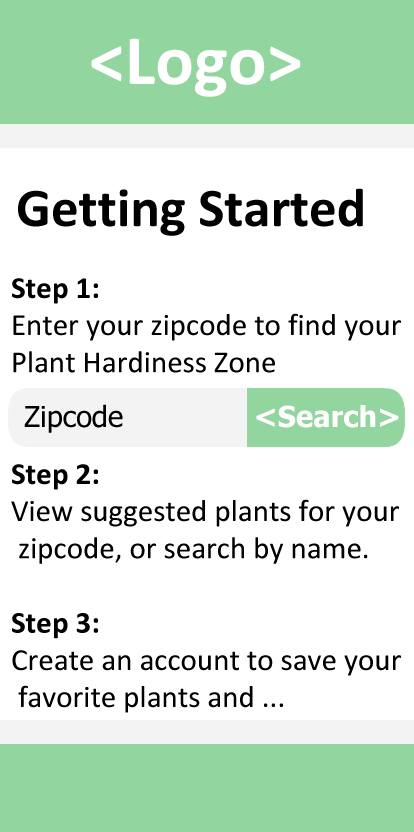 <Logo>
Getting Started
Step 1:
Enter your zipcode to find your
Plant Hardiness Zone
Zipcode
<Search>
Step 2:
View suggested plants for your
zipcode, or search by name.
Step 3:
Create an account to save your
favorite plants and ...